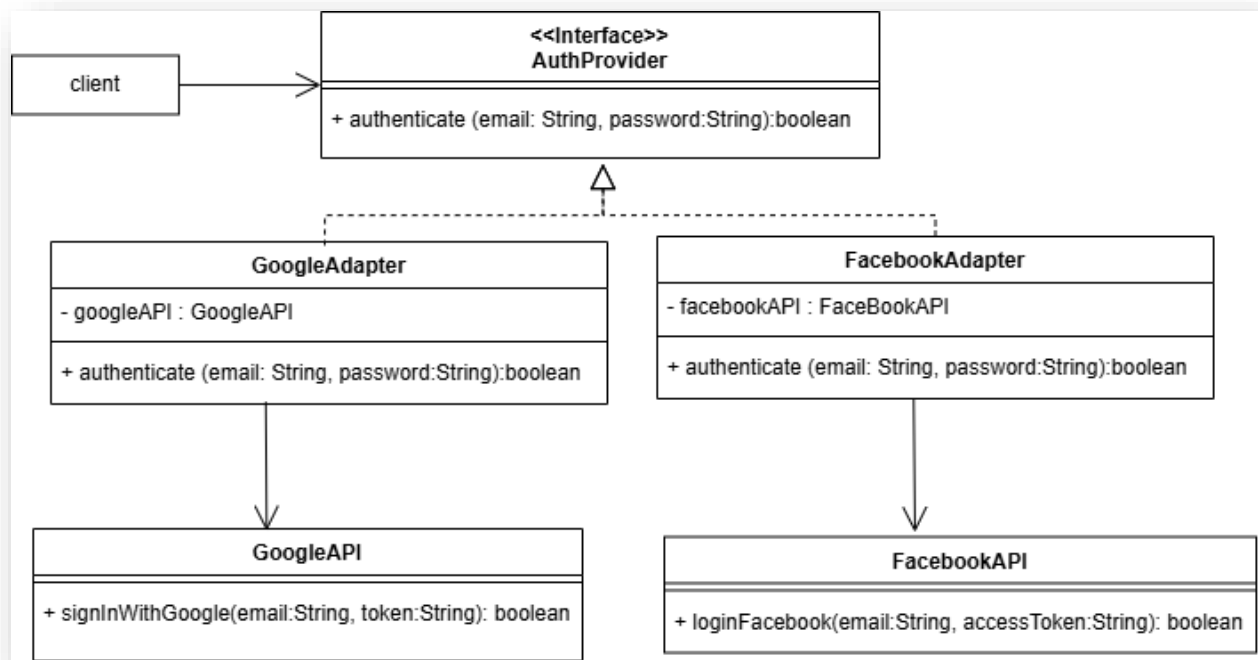 <<Interface>>
AuthProvider
client
+ authenticate (email: String, password:String):boolean
GoogleAdapter
- googleAPI : GoogleAPI
+ authenticate (email: String, password:String):boolean
FacebookAdapter
- facebookAPI : FaceBookAPI
+ authenticate (email: String, password:String):boolean
GoogleAPI
+ signInWithGoogle(email:String, token:String): boolean
FacebookAPI
+ loginFacebook(email:String, accessToken:String): boolean